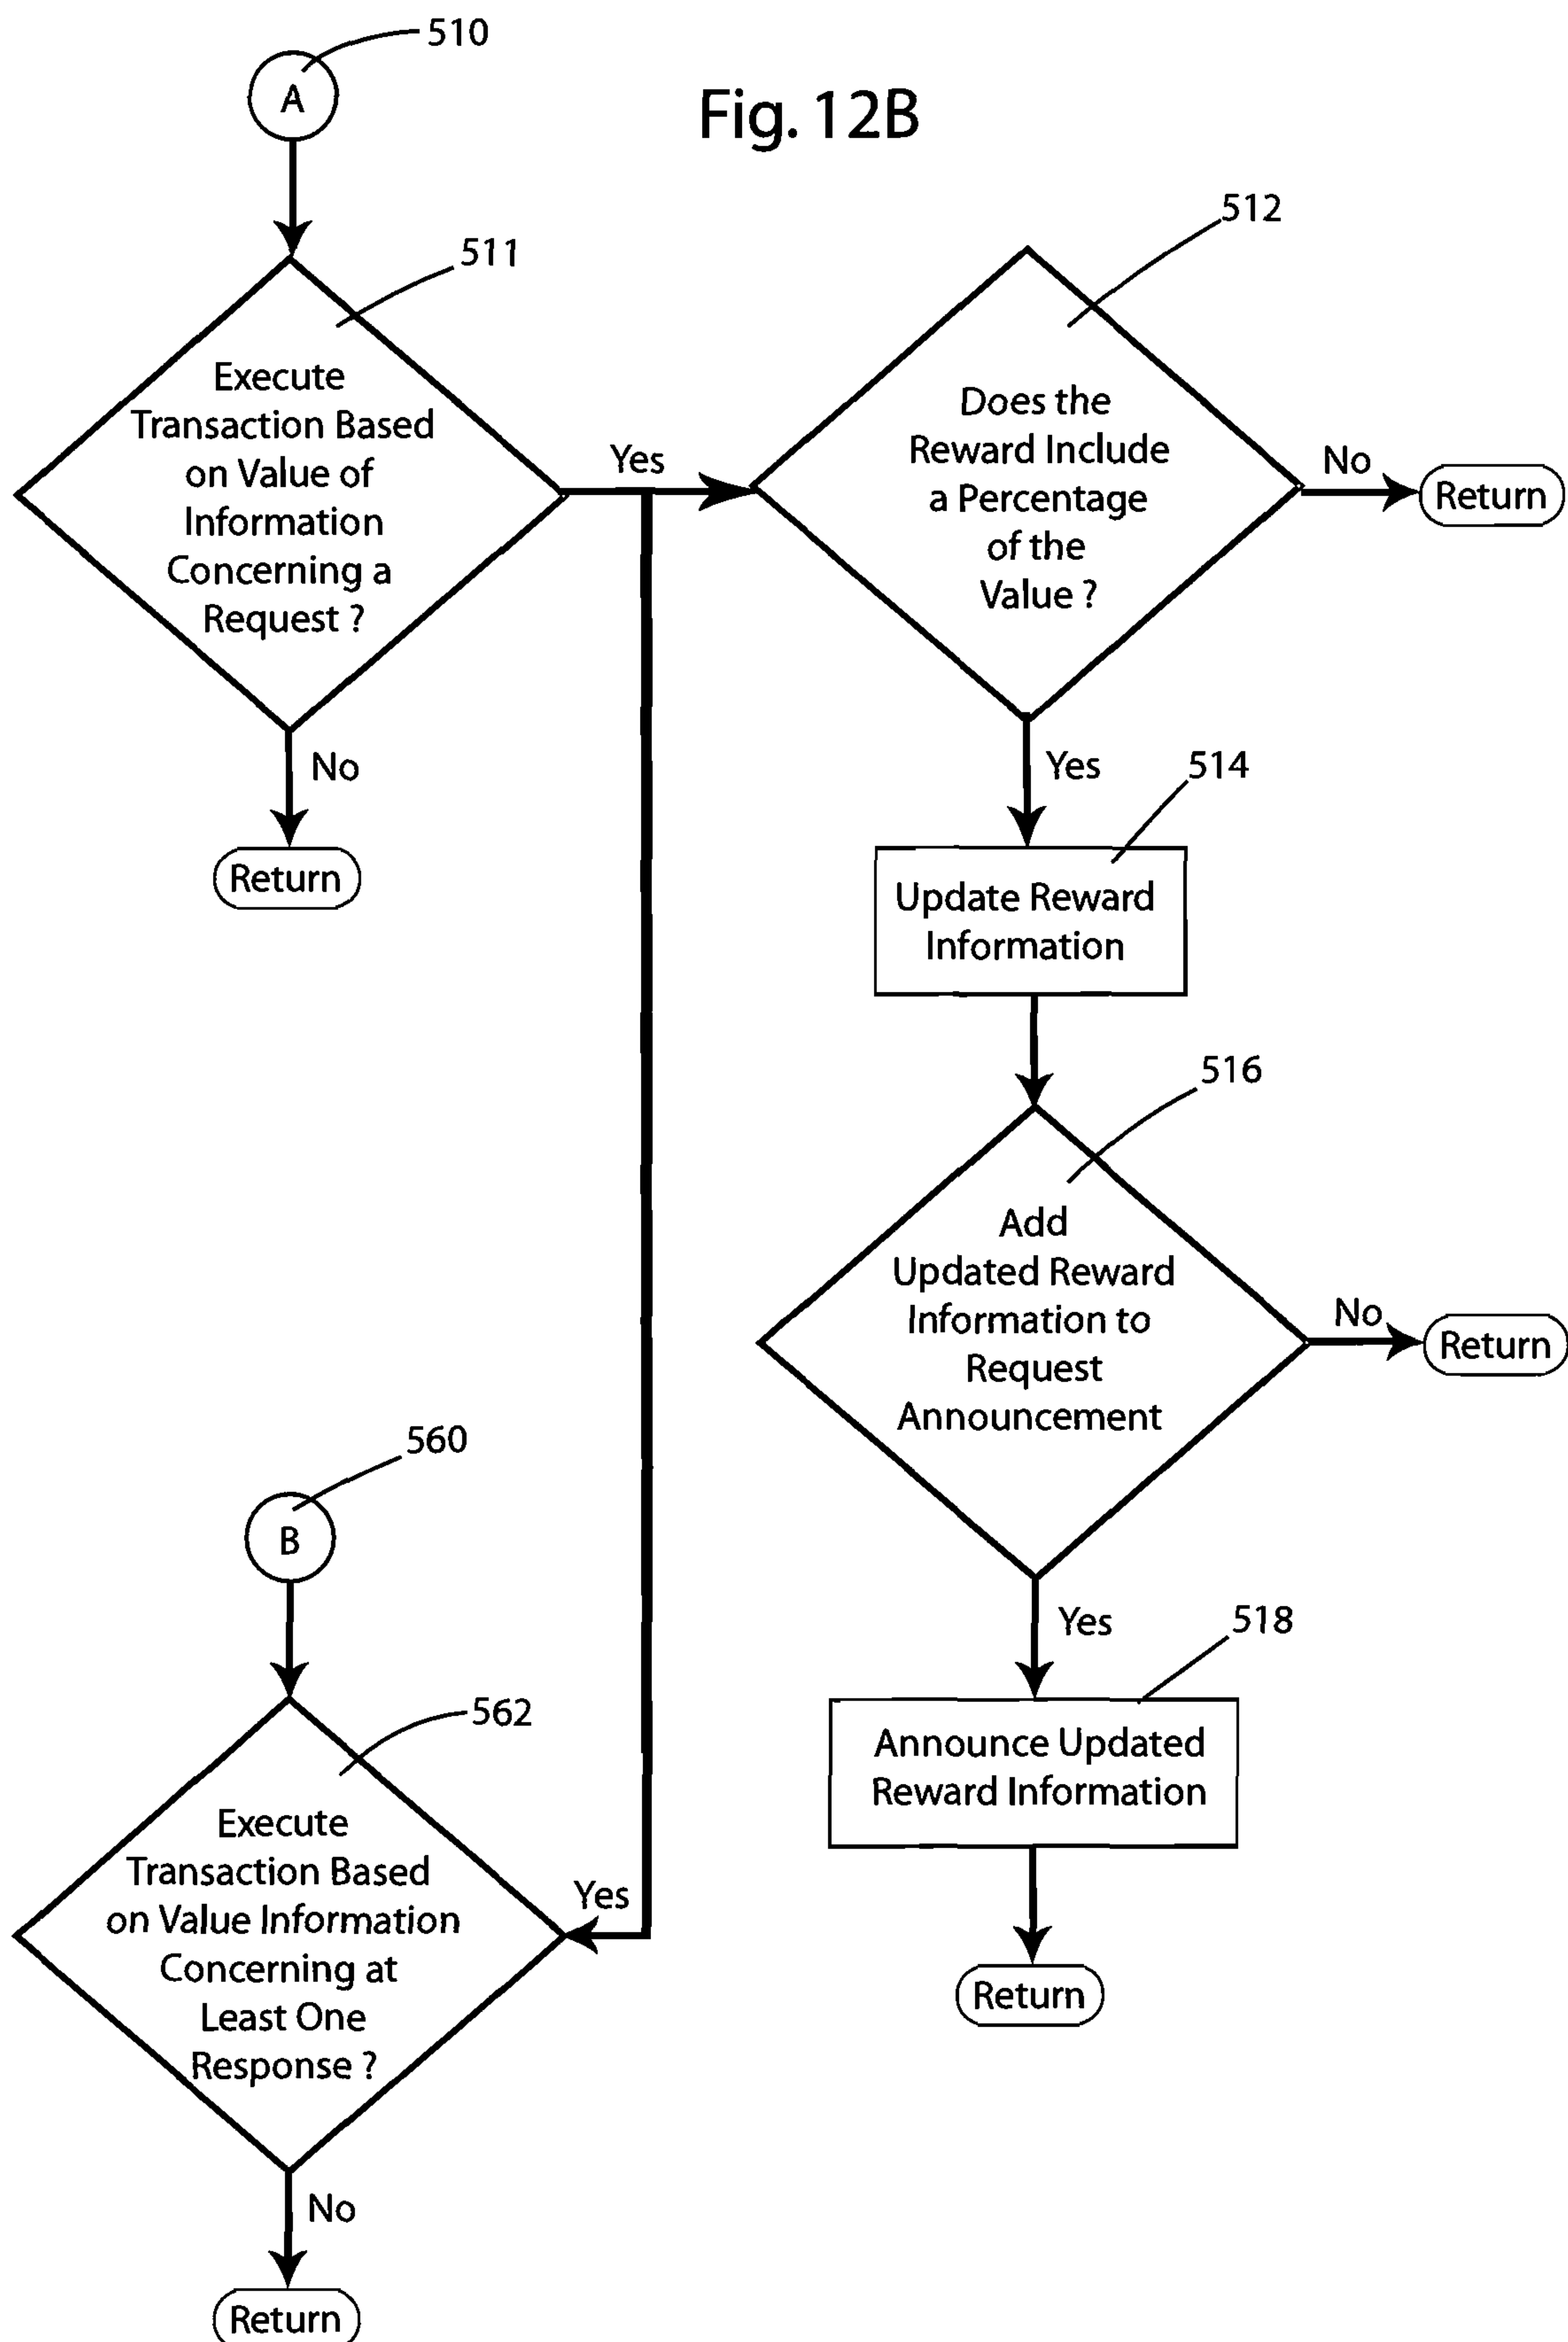 510
A
Fig. 12B
511
Execute
Transaction Based
on Value of
Information
Concerning a
Request ?
Yes
No
Return
512
Does the
Reward Include
a Percentage
of the
Value ?
No
Return
Yes
514
Update Reward
Information
516
Add
Updated Reward
Information to
Request
Announcement
No
Return
Yes
518
Announce Updated
Reward Information
Return
560
B
562
Execute
Transaction Based
on Value Information
Concerning at
Least One
Response ?
Yes
No
Return